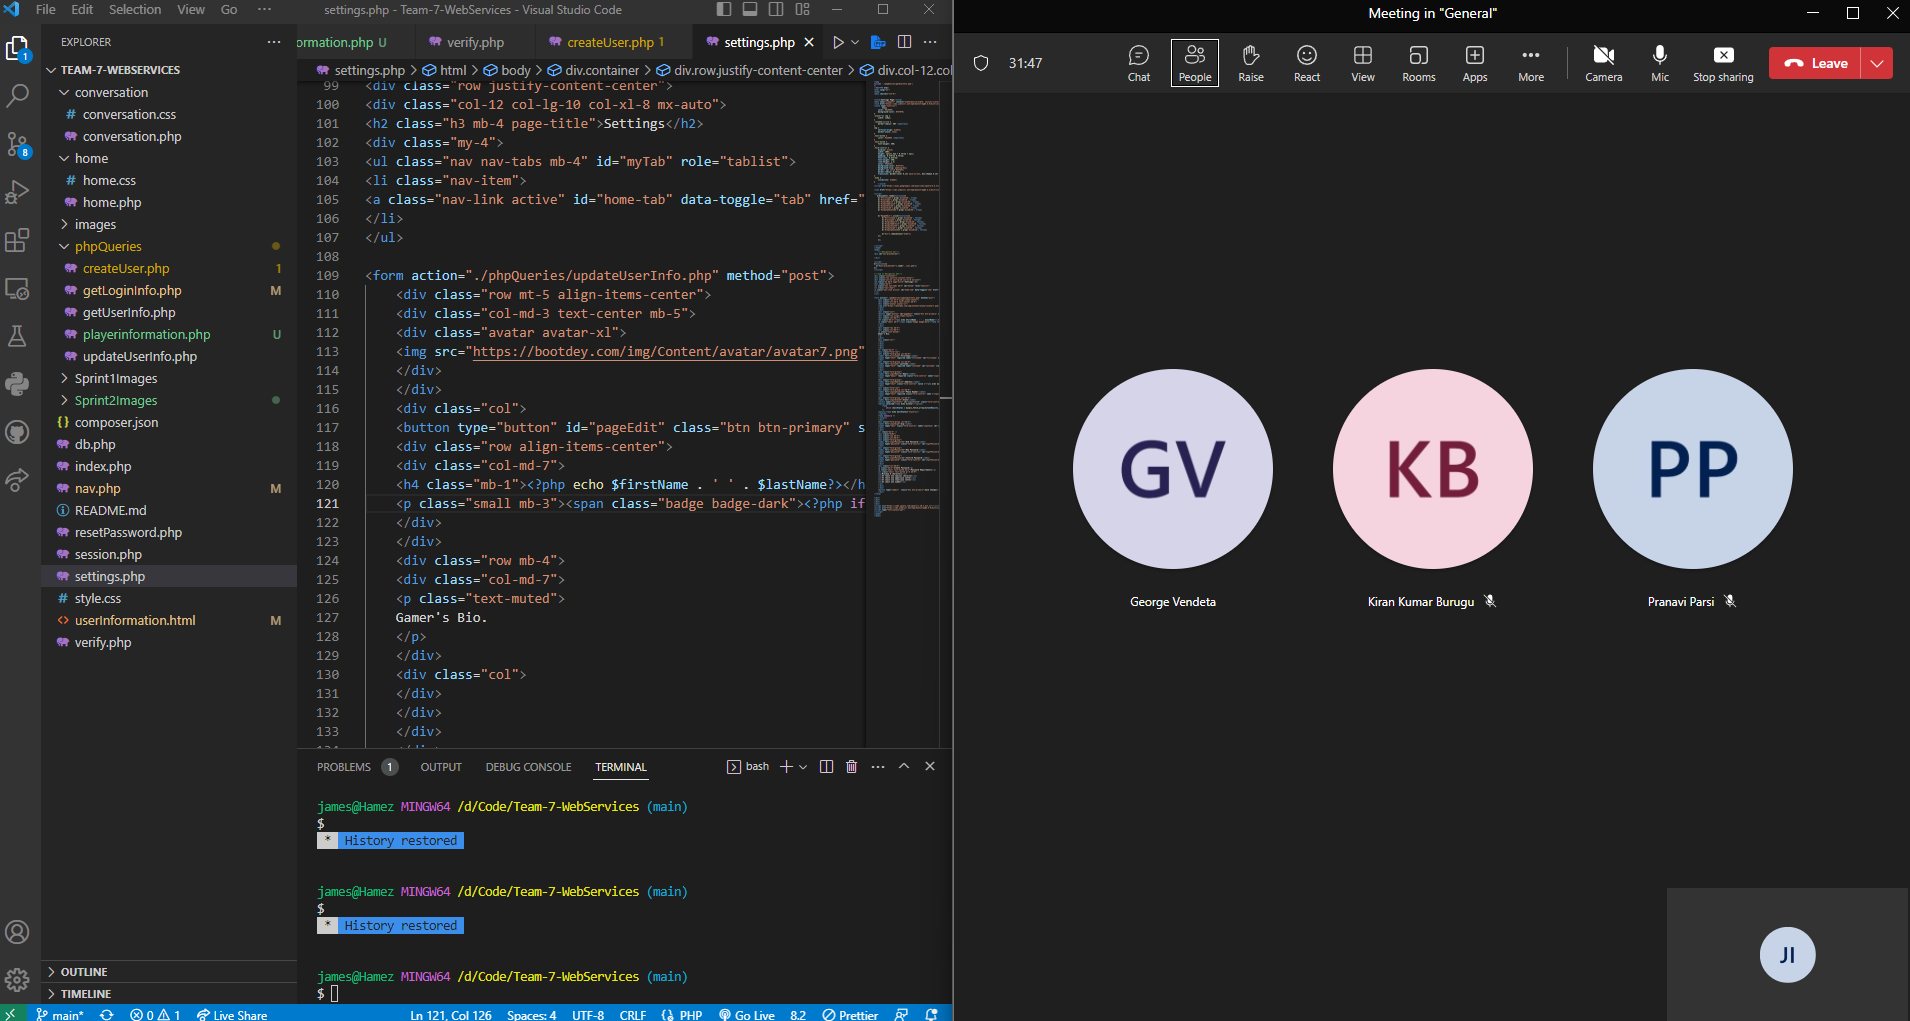 File Edit Selection View Go ··· settings.php - Team-7-WebServices - Visual Studio Code
EXPLORER
TEAM-7-WEBSERVICES
conversation
# conversation.css
conversation.php
home
# home.css
home.php
images
phpQueries
createUser.php 1
getLoginInfo.php M
getUserInfo.php
playerinformation.php U
updateUserInfo.php
Sprint1Images
Sprint2Images
{} composer.json
db.php
index.php
nav.php M
README.md
resetPassword.php
session.php
settings.php
# style.css
<> userInformation.html M
verify.php
OUTLINE
TIMELINE
1
8
ormation.php U verify.php createUser.php 1 settings.php
settings.php > html > body > div.container > div.row.justify-content-center > div.col-12.col
99 <div class="row justify-content-center">
100 <div class="col-12 col-lg-10 col-xl-8 mx-auto">
101 <h2 class="h3 mb-4 page-title">Settings</h2>
102 <div class="my-4">
103 <ul class="nav nav-tabs mb-4" id="myTab" role="tablist">
104 <li class="nav-item">
105 <a class="nav-link active" id="home-tab" data-toggle="tab" href="
106 </li>
107 </ul>
108
109 <form action="./phpQueries/updateUserInfo.php" method="post">
110 <div class="row mt-5 align-items-center">
111 <div class="col-md-3 text-center mb-5">
112 <div class="avatar avatar-xl">
113 <img src="https://bootdey.com/img/Content/avatar/avatar7.png"
114 </div>
115 </div>
116 <div class="col">
117 <button type="button" id="pageEdit" class="btn btn-primary" s
118 <div class="row align-items-center">
119 <div class="col-md-7">
120 <h4 class="mb-1"><?php echo $firstName . ' ' . $lastName?></h
121 <p class="small mb-3"><span class="badge badge-dark"><?php if
122 </div>
123 </div>
124 <div class="row mb-4">
125 <div class="col-md-7">
126 <p class="text-muted">
127 Gamer's Bio.
128 </p>
129 </div>
130 <div class="col">
131 </div>
132 </div>
133 </div>
PROBLEMS 1 OUTPUT DEBUG CONSOLE TERMINAL bash
james@Hamez MINGW64 /d/Code/Team-7-WebServices (main)
$
* History restored
james@Hamez MINGW64 /d/Code/Team-7-WebServices (main)
$
* History restored
james@Hamez MINGW64 /d/Code/Team-7-WebServices (main)
$
main* 0 1 Live Share Ln 121, Col 126 Spaces: 4 UTF-8 CRLF {} PHP Go Live 8.2 Prettier
Meeting in "General"
31:47 Chat People Raise React View Rooms Apps More Camera Mic Stop sharing Leave
GV KB PP
George Vendeta Kiran Kumar Burugu Pranavi Parsi
JI